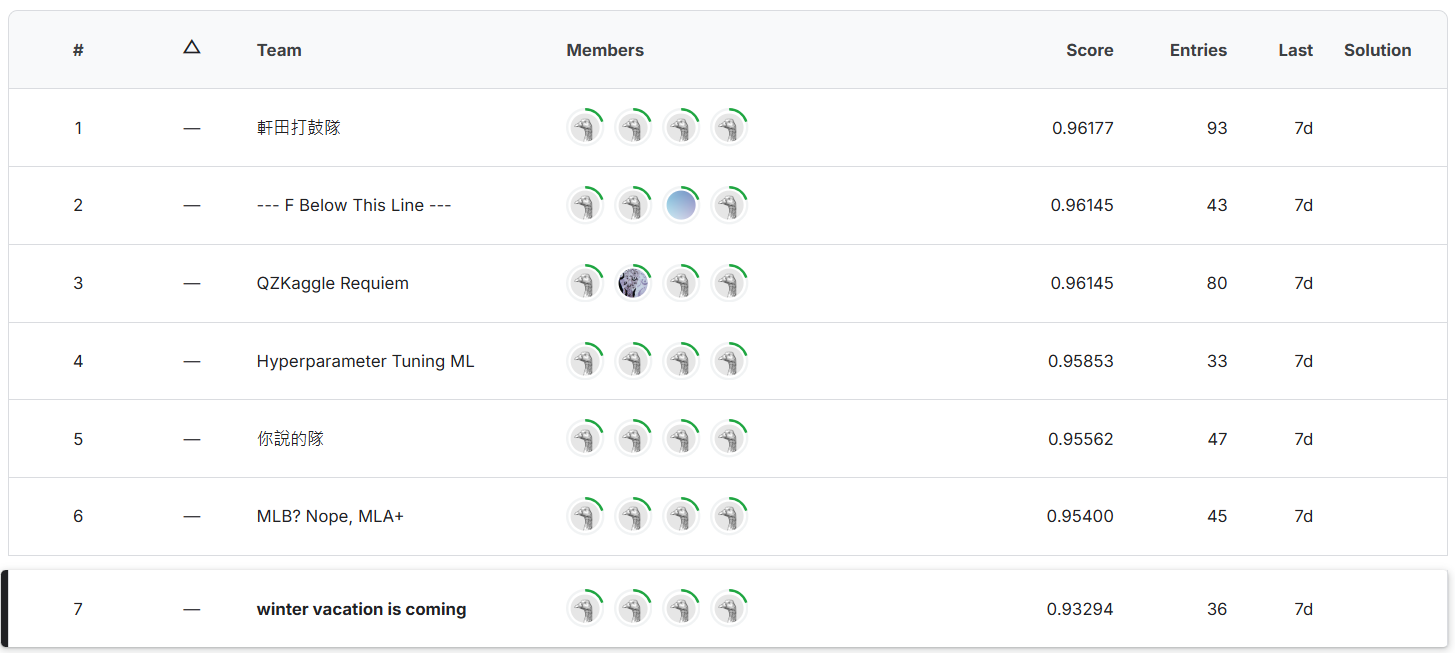 # △ Team Members Score Entries Last Solution
1 — 軒田打鼓隊 0.96177 93 7d
2 — --- F Below This Line --- 0.96145 43 7d
3 — QZKaggle Requiem 0.96145 80 7d
4 — Hyperparameter Tuning ML 0.95853 33 7d
5 — 你說的隊 0.95562 47 7d
6 — MLB? Nope, MLA+ 0.95400 45 7d
7 — winter vacation is coming 0.93294 36 7d